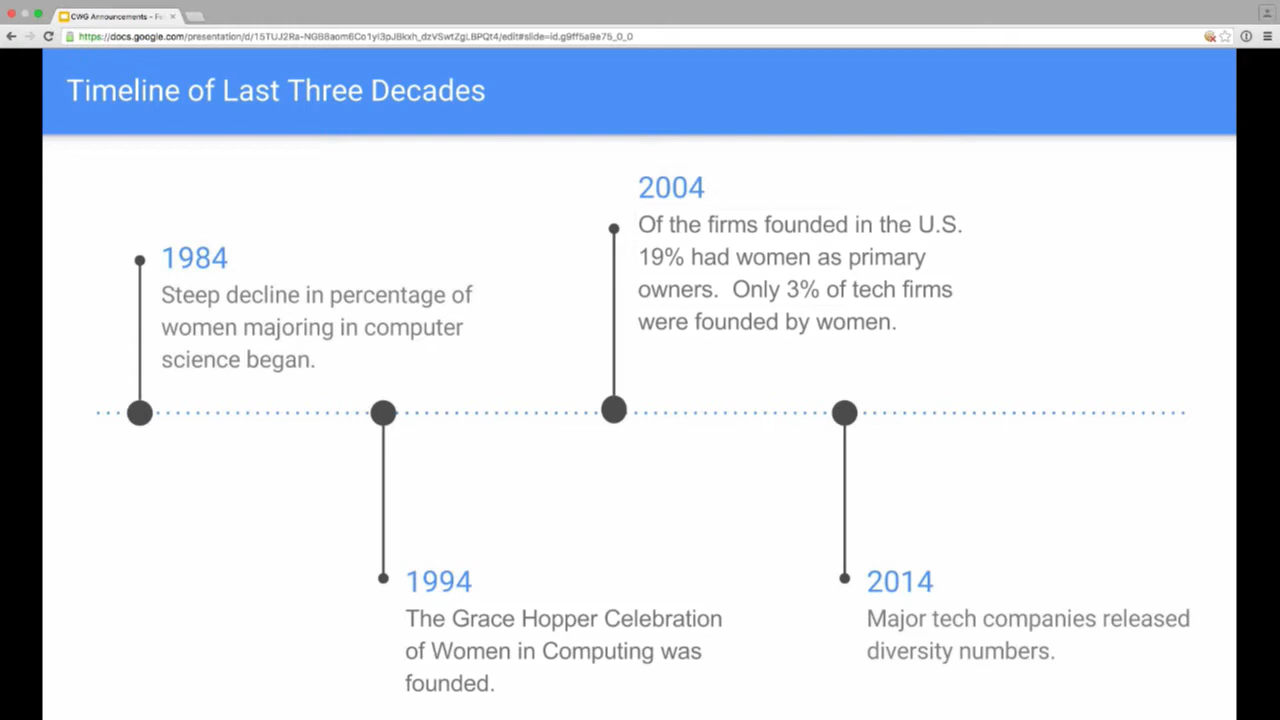 CWG Announcements – Fe
https://docs.google.com/presentation/d/15TUJ2Ra-NGB8aom6Co1yl3pJBkxh_dzVSwtZgLBPQt4/edit#slide=id.g9ff5a9e75_0_0
Timeline of Last Three Decades
1984
Steep decline in percentage of
women majoring in computer
science began.
2004
Of the firms founded in the U.S.
19% had women as primary
owners.  Only 3% of tech firms
were founded by women.
1994
The Grace Hopper Celebration
of Women in Computing was
founded.
2014
Major tech companies released
diversity numbers.